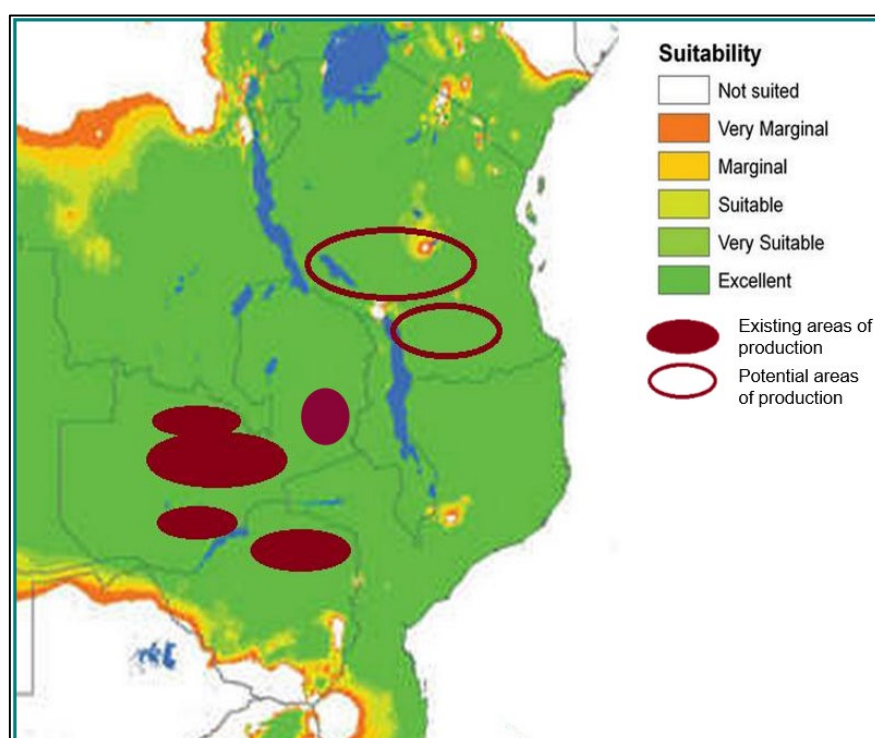 Suitability
Not suited
Very Marginal
Marginal
Suitable
Very Suitable
Excellent
Existing areas of
production
Potential areas
of production